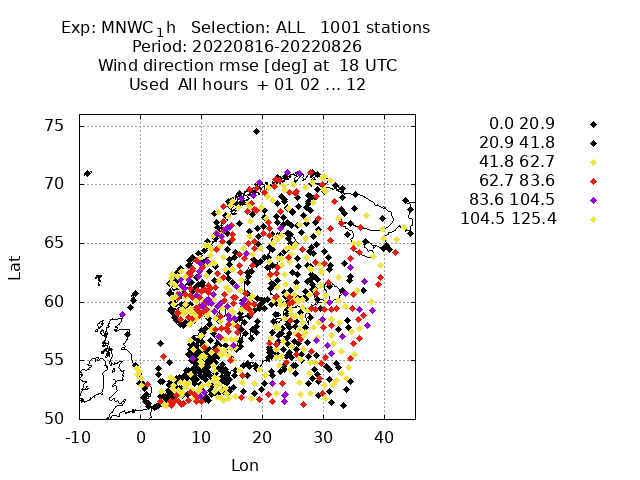 Exp: MNWC_1h Selection: ALL 1001 stations
Period: 20220816-20220826
Wind direction rmse [deg] at 18 UTC
Used All hours + 01 02 ... 12
0.0 20.9
20.9 41.8
41.8 62.7
62.7 83.6
83.6 104.5
104.5 125.4
75
70
65
60
55
50
Lat
-10 0 10 20 30 40
Lon